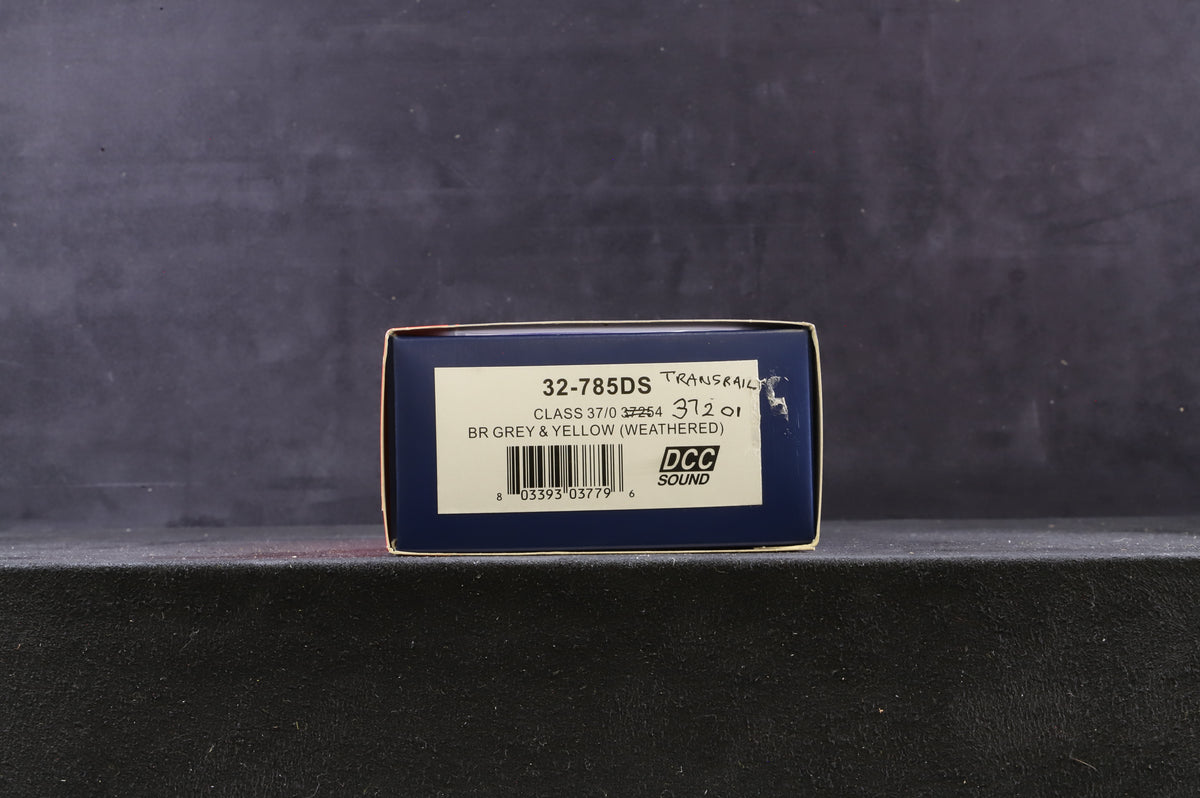 32-785DS TRANSRAIL
CLASS 37/0 37254 37201
BR GREY & YELLOW (WEATHERED)
DCC
SOUND
8 03393 03779 6